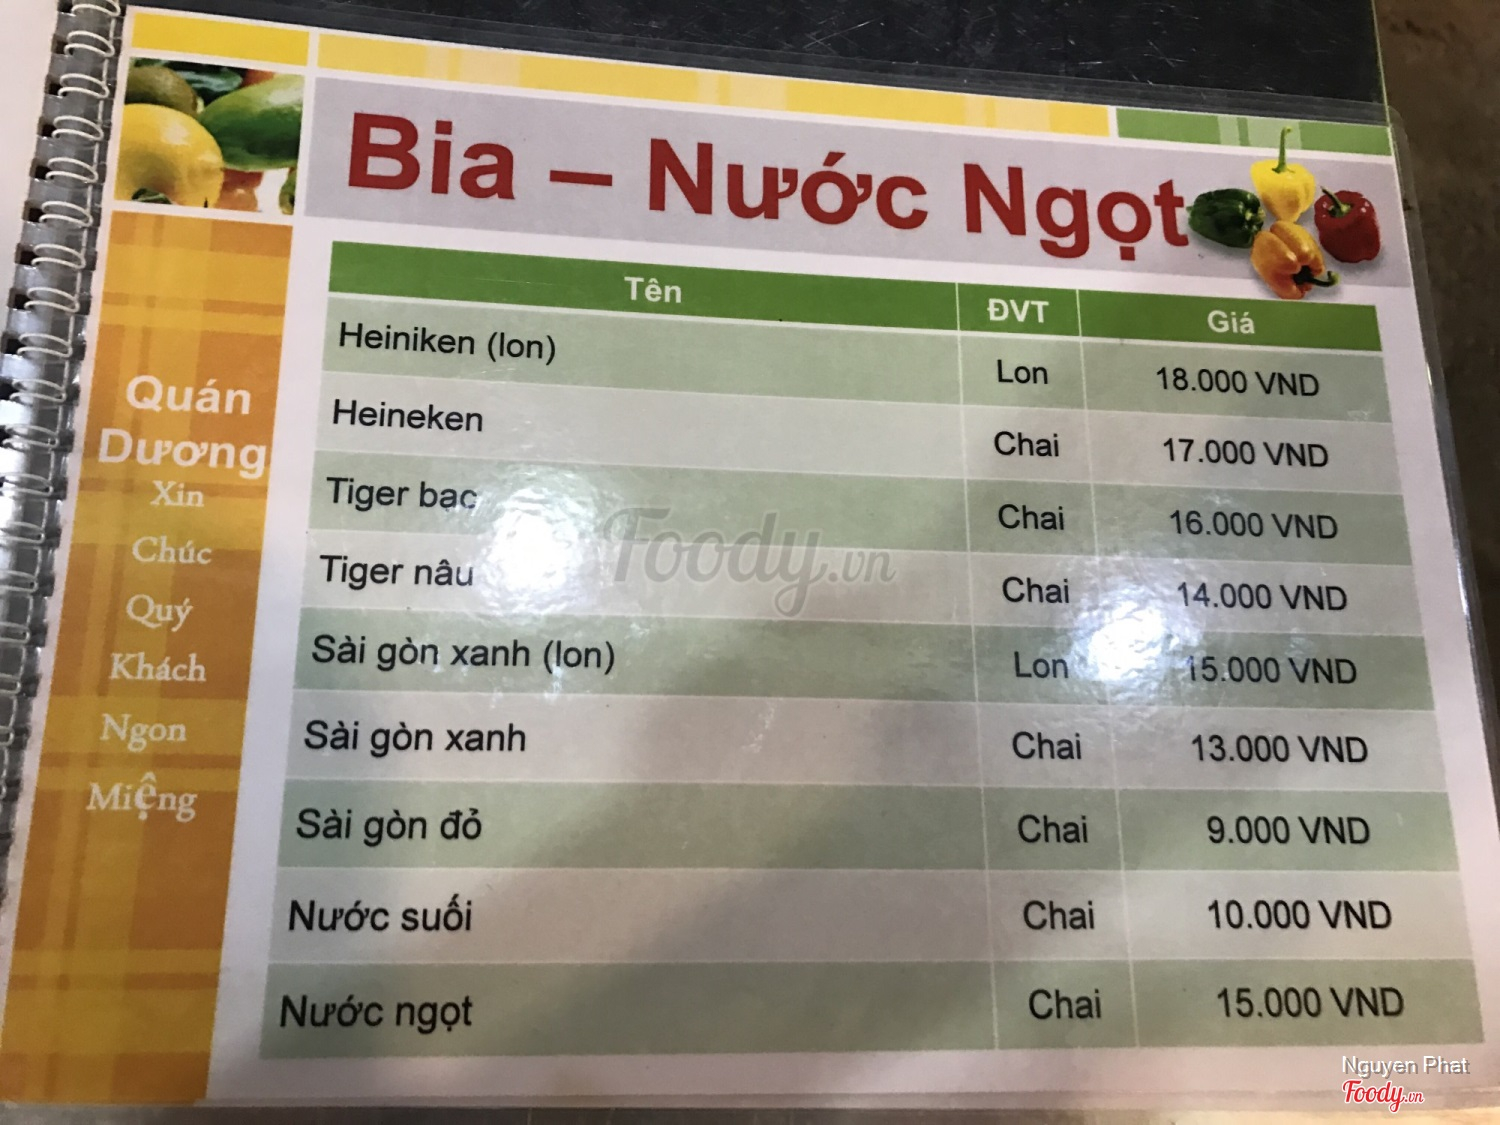 Bia – Nước Ngọt
Tên ĐVT Giá
Heiniken (lon) Lon 18.000 VND
Heineken Chai 17.000 VND
Tiger bạc Chai 16.000 VND
Tiger nâu Chai 14.000 VND
Sài gòn xanh (lon) Lon 15.000 VND
Sài gòn xanh Chai 13.000 VND
Sài gòn đỏ Chai 9.000 VND
Nước suối Chai 10.000 VND
Nước ngọt Chai 15.000 VND
Quán
Dương
Xin
Chúc
Quý
Khách
Ngon
Miệng
Foody.vn
Nguyen Phat
Foody.vn